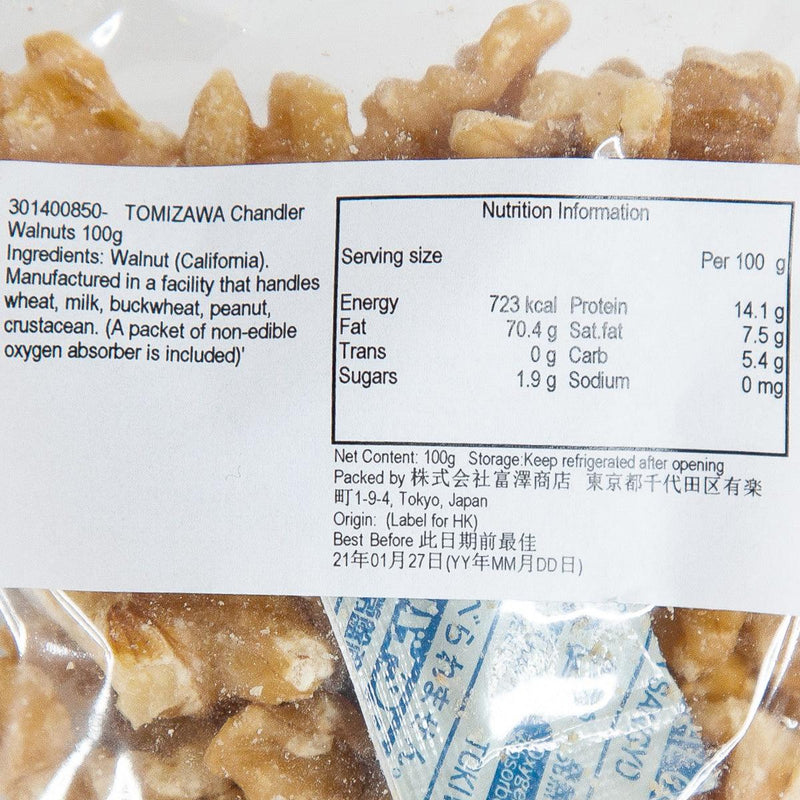 301400850- TOMIZAWA Chandler
Walnuts 100g
Ingredients: Walnut (California).
Manufactured in a facility that handles
wheat, milk, buckwheat, peanut,
crustacean. (A packet of non-edible
oxygen absorber is included)'
Nutrition Information
Serving size Per 100 g
Energy 723 kcal Protein 14.1 g
Fat 70.4 g Sat.fat 7.5 g
Trans 0 g Carb 5.4 g
Sugars 1.9 g Sodium 0 mg
Net Content: 100g Storage:Keep refrigerated after opening
Packed by 株式会社富澤商店 東京都千代田区有楽
町1-9-4, Tokyo, Japan
Origin: (Label for HK)
Best Before 此日期前最佳
21年01月27日(YY年MM月DD日)
べられません。